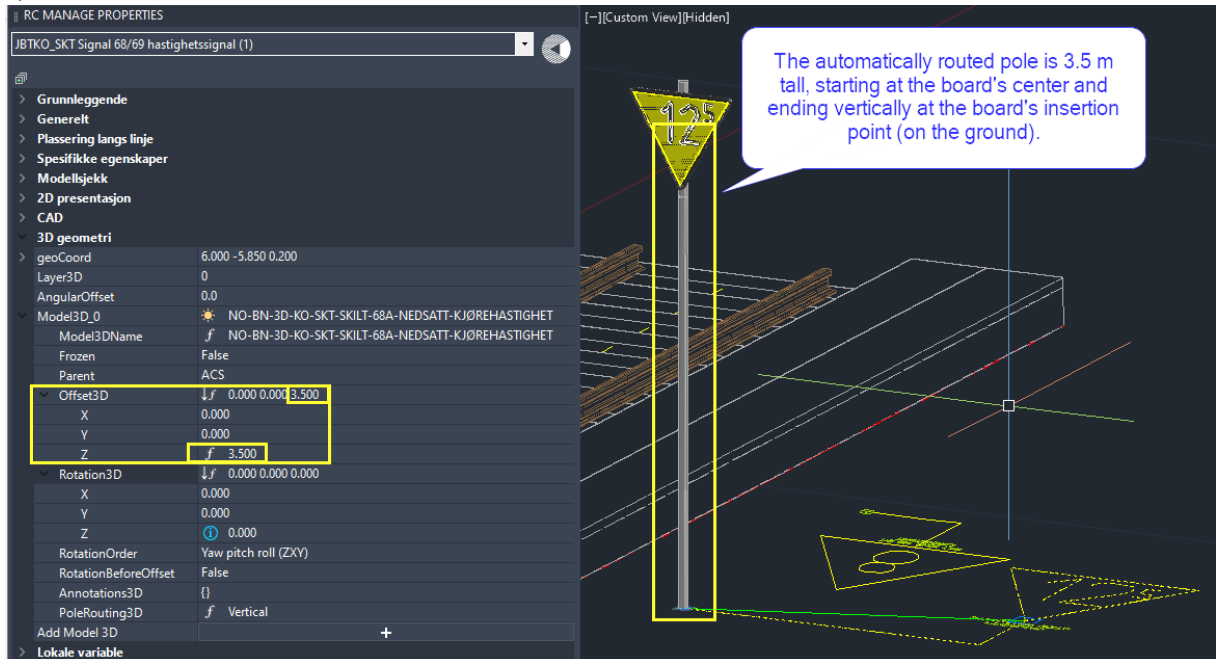 RC MANAGE PROPERTIES
JBTKO_SKT Signal 68/69 hastighetssignal (1)
Grunnleggende
Generelt
Plassering langs linje
Spesifikke egenskaper
Modellsjekk
2D presentasjon
CAD
3D geometri
geoCoord 6.000 -5.850 0.200
Layer3D 0
AngularOffset 0.0
Model3D_0 NO-BN-3D-KO-SKT-SKILT-68A-NEDSATT-KJØREHASTIGHET
Model3DName f NO-BN-3D-KO-SKT-SKILT-68A-NEDSATT-KJØREHASTIGHET
Frozen False
Parent ACS
Offset3D ↓f 0.000 0.000 3.500
X 0.000
Y 0.000
Z f 3.500
Rotation3D ↓f 0.000 0.000 0.000
X 0.000
Y 0.000
Z 0.000
RotationOrder Yaw pitch roll (ZXY)
RotationBeforeOffset False
Annotations3D {}
PoleRouting3D f Vertical
Add Model 3D +
Lokale variable
[−][Custom View][Hidden]
The automatically routed pole is 3.5 m
tall, starting at the board's center and
ending vertically at the board's insertion
point (on the ground).
125